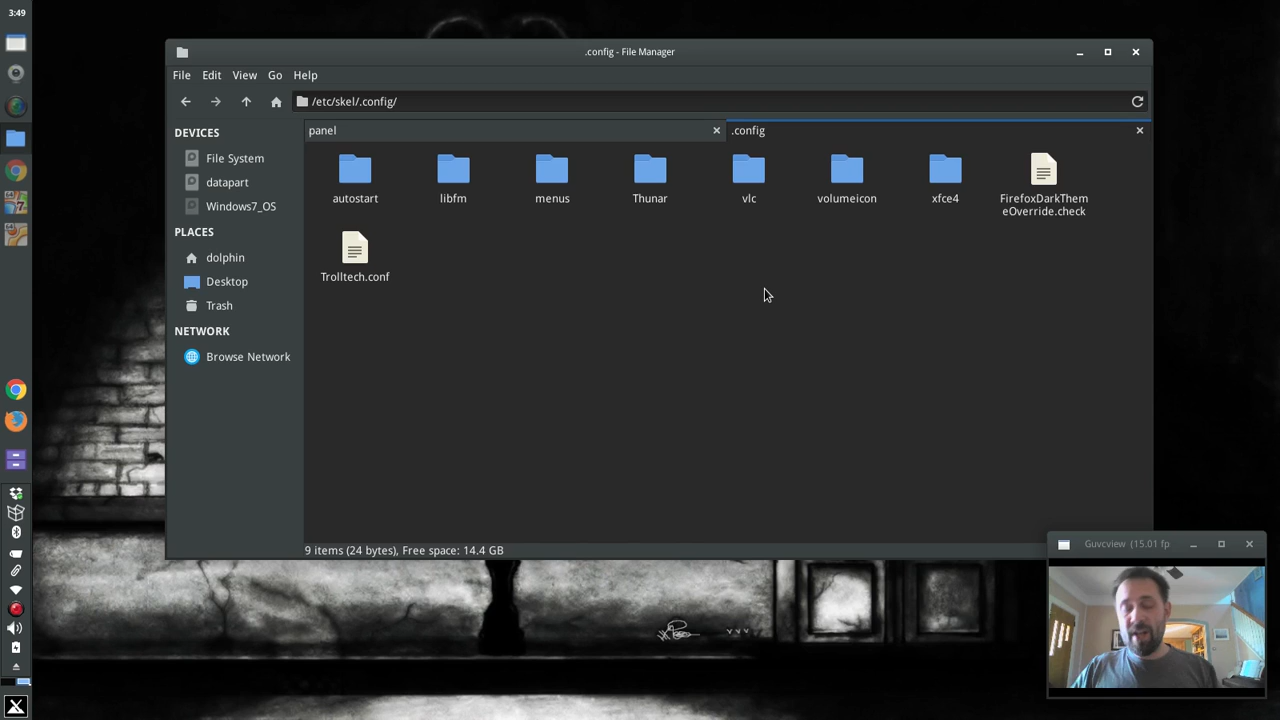 3:49
.config - File Manager
File Edit View Go Help
/etc/skel/.config/
DEVICES
File System
datapart
Windows7_OS
PLACES
dolphin
Desktop
Trash
NETWORK
Browse Network
panel
.config
autostart
libfm
menus
Thunar
vlc
volumeicon
xfce4
FirefoxDarkThem
eOverride.check
Trolltech.conf
9 items (24 bytes), Free space: 14.4 GB
Guvcview (15.01 fp